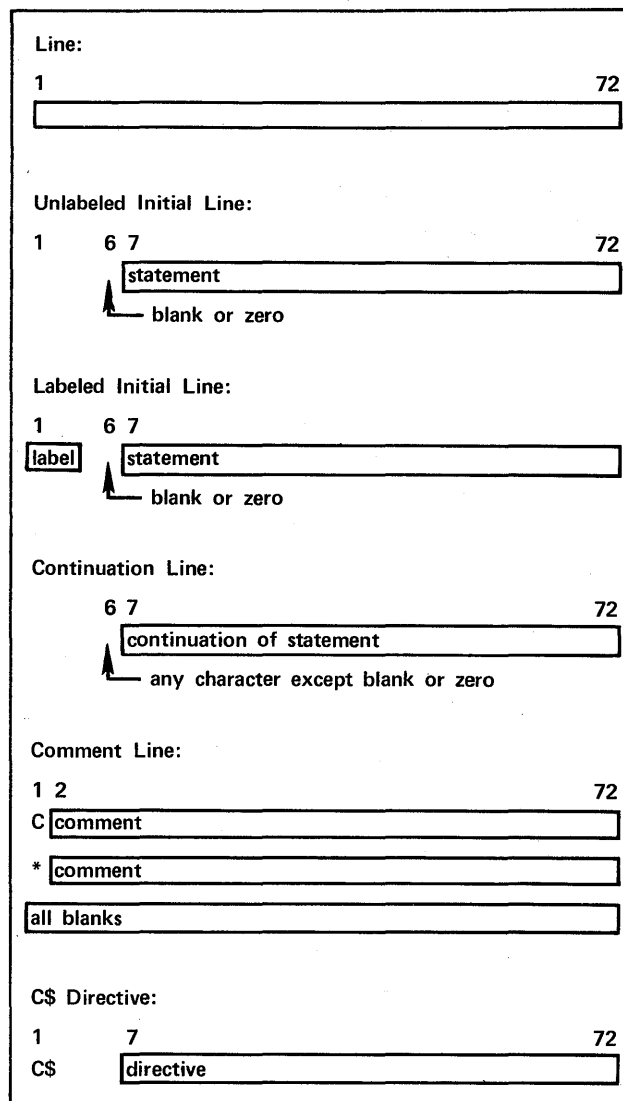 Line:
1 72
Unlabeled Initial Line:
1 6 7 72
statement
blank or zero
Labeled Initial Line:
1 6 7 72
label statement
blank or zero
Continuation Line:
6 7 72
continuation of statement
any character except blank or zero
Comment Line:
1 2 72
C comment
* comment
all blanks
C$ Directive:
1 7 72
C$ directive